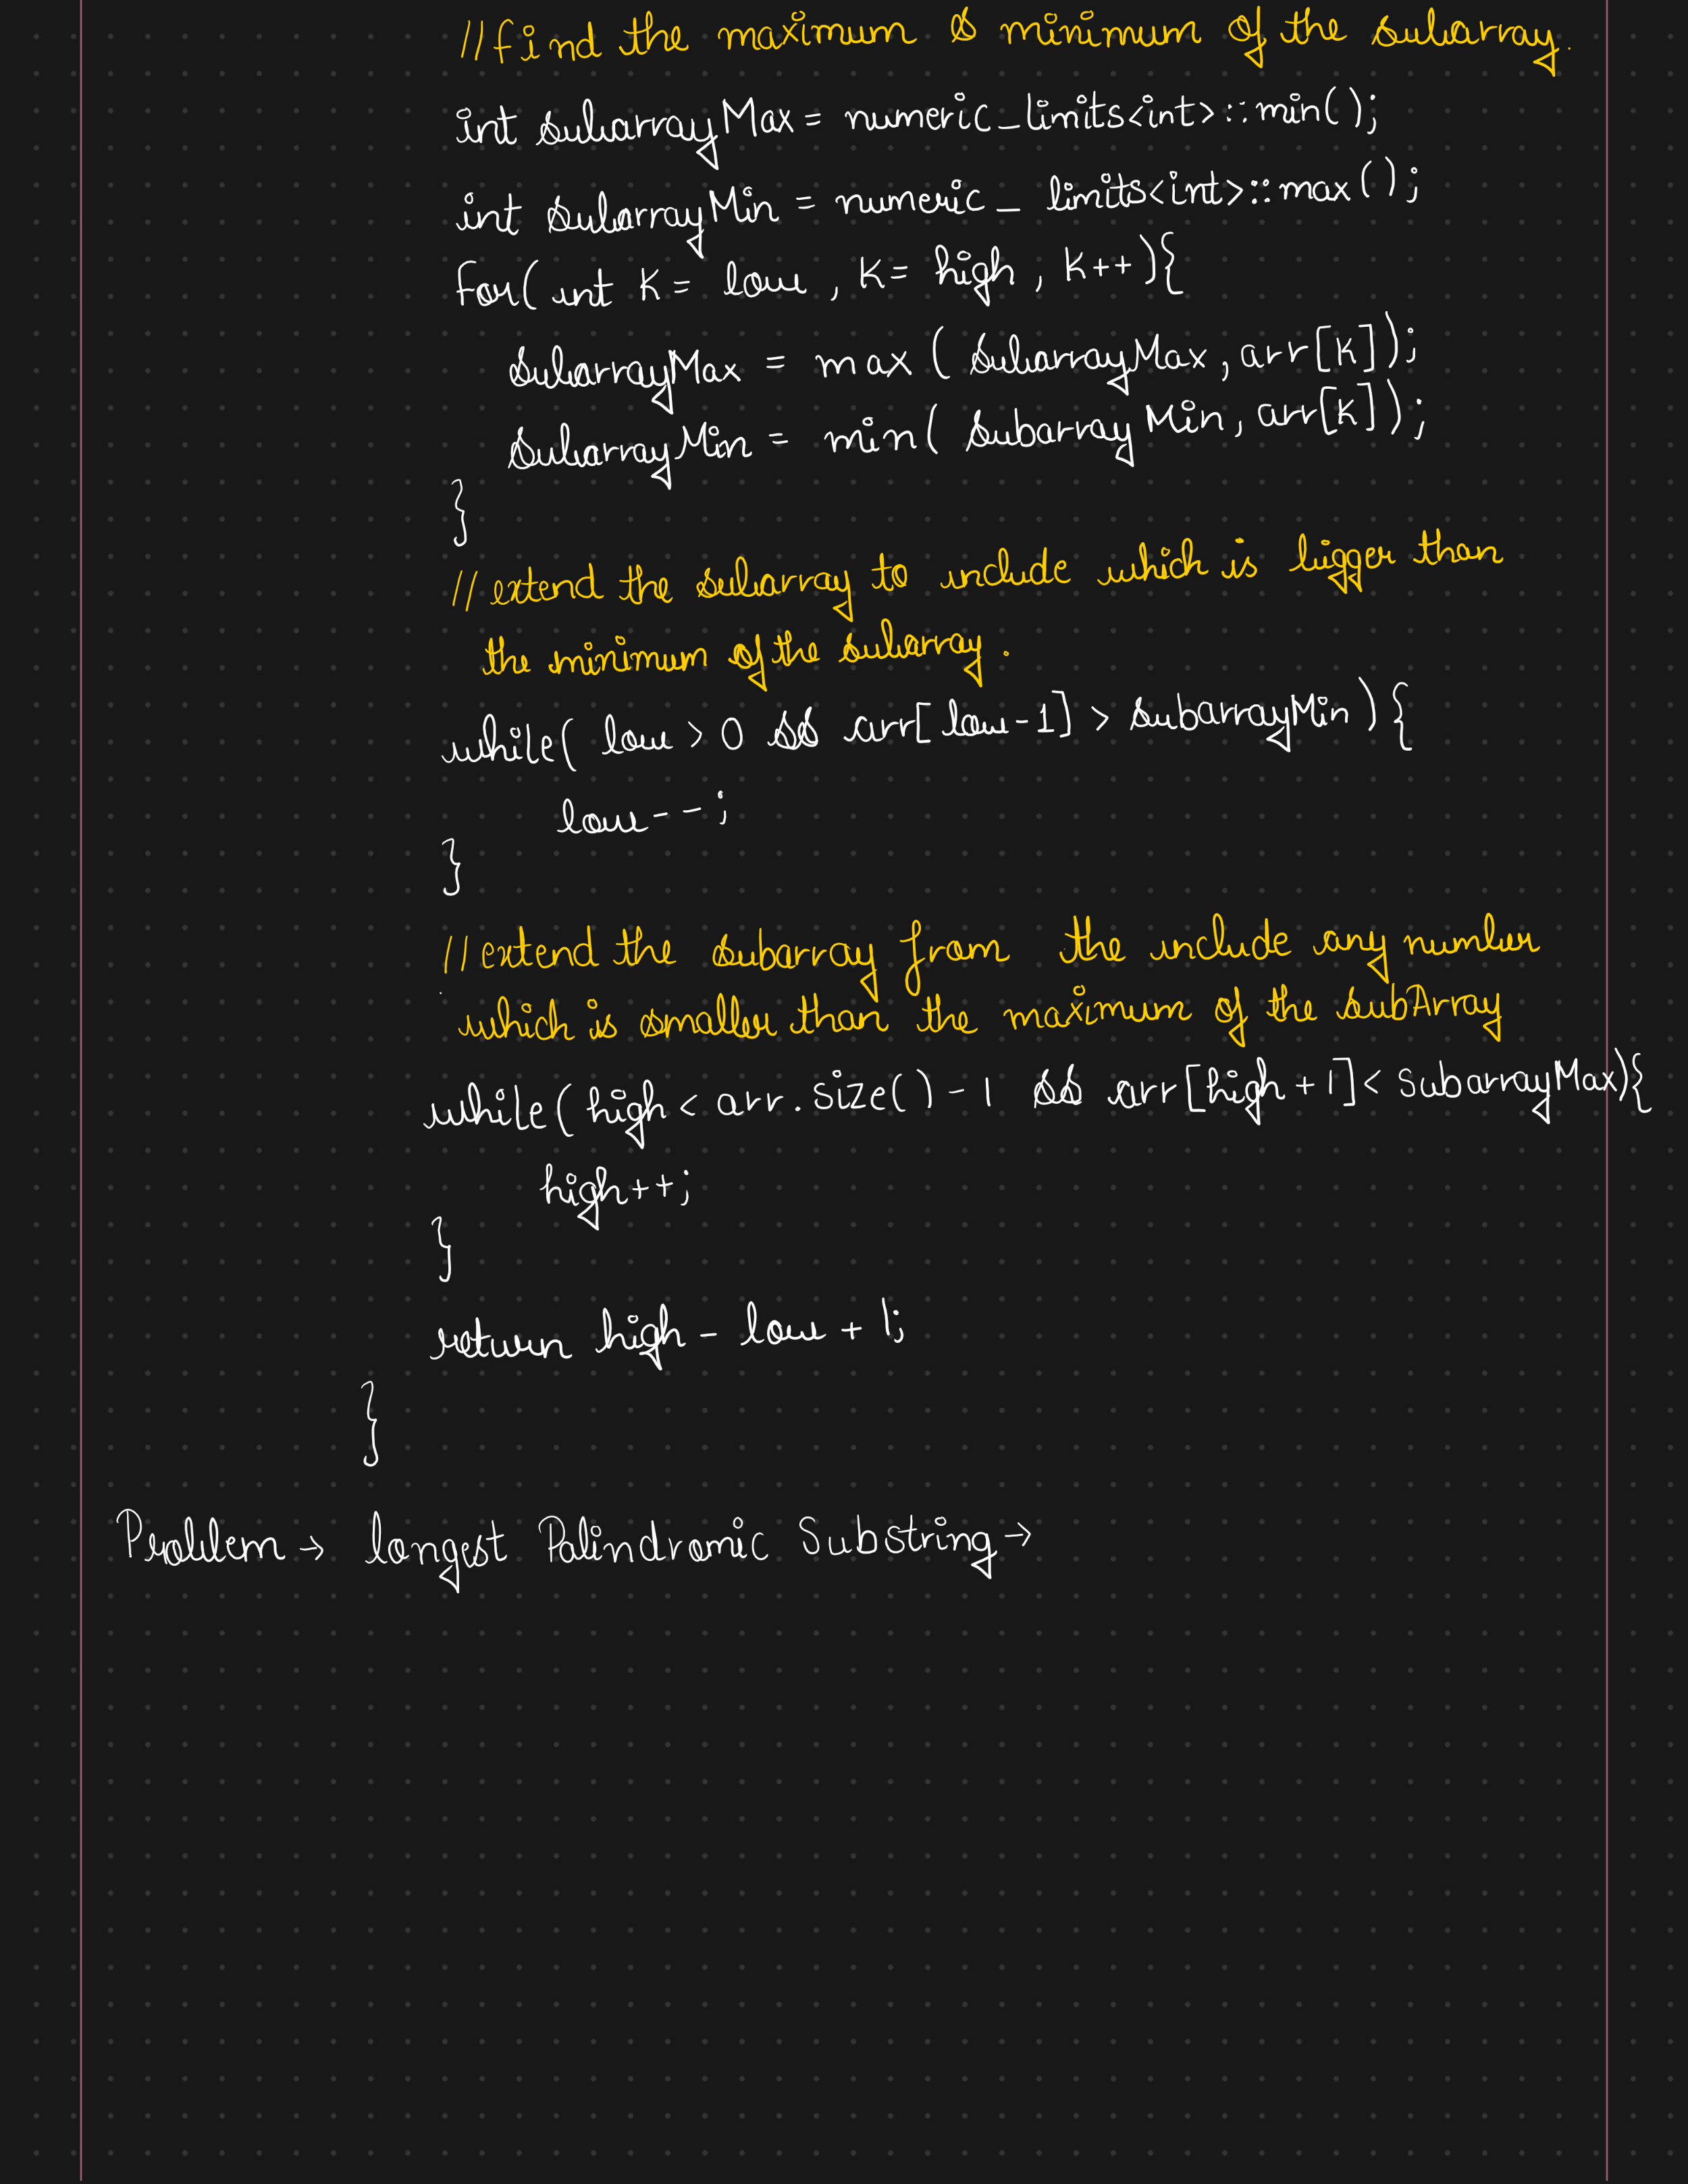 //find the maximum & minimum of the subarray.
int subarrayMax = numeric_limits<int>::min();
int subarrayMin = numeric_ limits<int>::max();
for( int K = low , K = high , K++){
subarrayMax = max ( subarrayMax , arr[K]);
subarrayMin = min( subarrayMin, arr[K]);
}
// extend the subarray to include which is bigger than
the minimum of the subarray.
while( low > 0 && arr[ low-1] > subarrayMin ) {
low--;
}
// extend the subarray from the include any number
which is smaller than the maximum of the subArray
while( high < arr.size() - 1 && arr[high + 1] < SubarrayMax){
high++;
}
return high - low + 1;
}
Problem → longest Palindromic Substring →